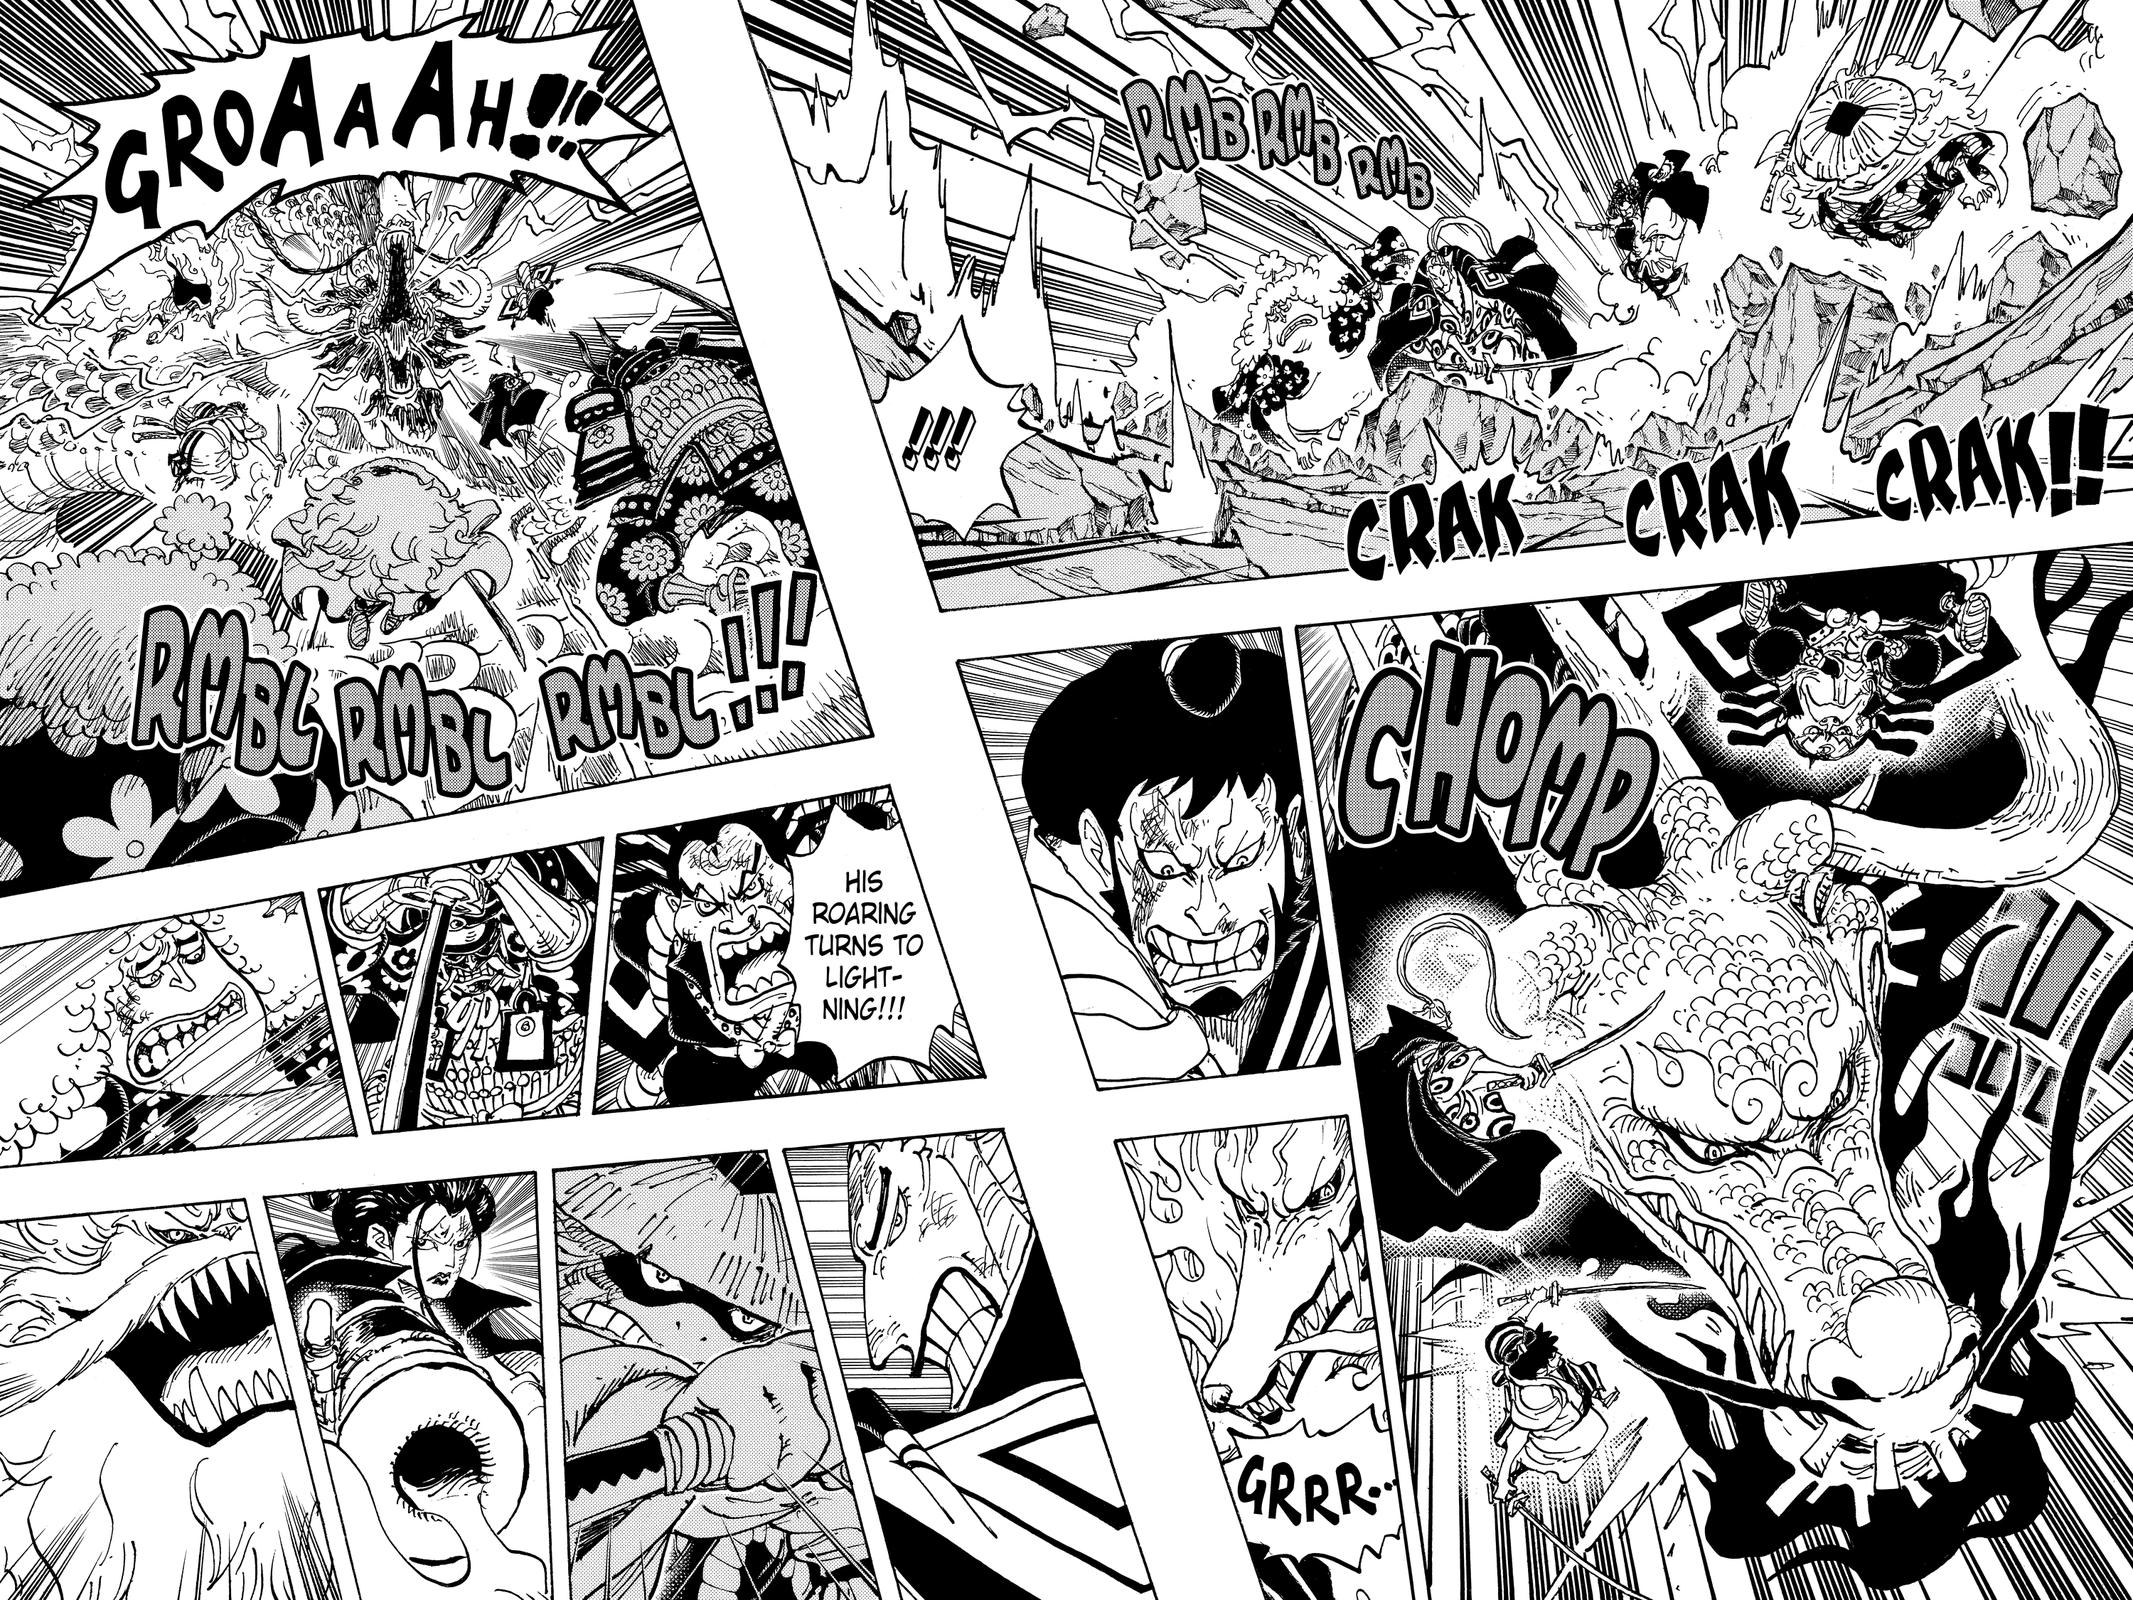 RMB RMB RMB
!!!
CRAK CRAK CRAK!!
CHOMP
GRRR...
GROAAAH!!!
RMBL RMBL RMBL!!!
HIS
ROARING
TURNS TO
LIGHT-
NING!!!